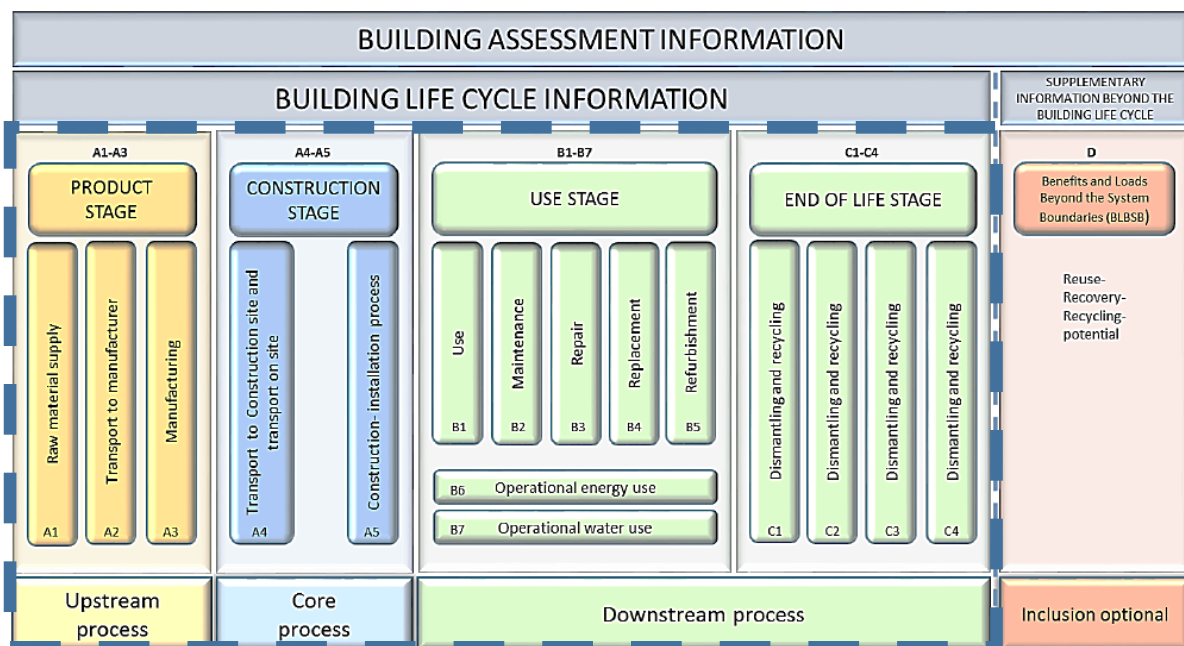 BUILDING ASSESSMENT INFORMATION
BUILDING LIFE CYCLE INFORMATION
SUPPLEMENTARY
INFORMATION BEYOND THE
BUILDING LIFE CYCLE
A1-A3
PRODUCT
STAGE
Raw material supply
A1
Transport to manufacturer
A2
Manufacturing
A3
Upstream
process
A4-A5
CONSTRUCTION
STAGE
Transport to Construction site and
transport on site
A4
Construction- installation process
A5
Core
process
B1-B7
USE STAGE
Use
B1
Maintenance
B2
Repair
B3
Replacement
B4
Refurbishment
B5
B6 Operational energy use
B7 Operational water use
C1-C4
END OF LIFE STAGE
Dismantling and recycling
C1
Dismantling and recycling
C2
Dismantling and recycling
C3
Dismantling and recycling
C4
Downstream process
D
Benefits and Loads
Beyond the System
Boundaries (BLBSB)
Reuse-
Recovery-
Recycling-
potential
Inclusion optional